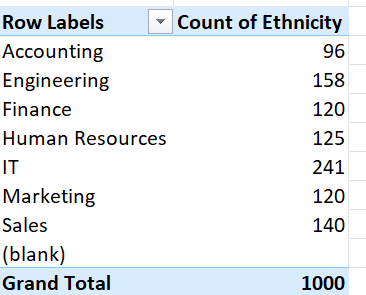 Row Labels Count of Ethnicity
Accounting 96
Engineering 158
Finance 120
Human Resources 125
IT 241
Marketing 120
Sales 140
(blank)
Grand Total 1000